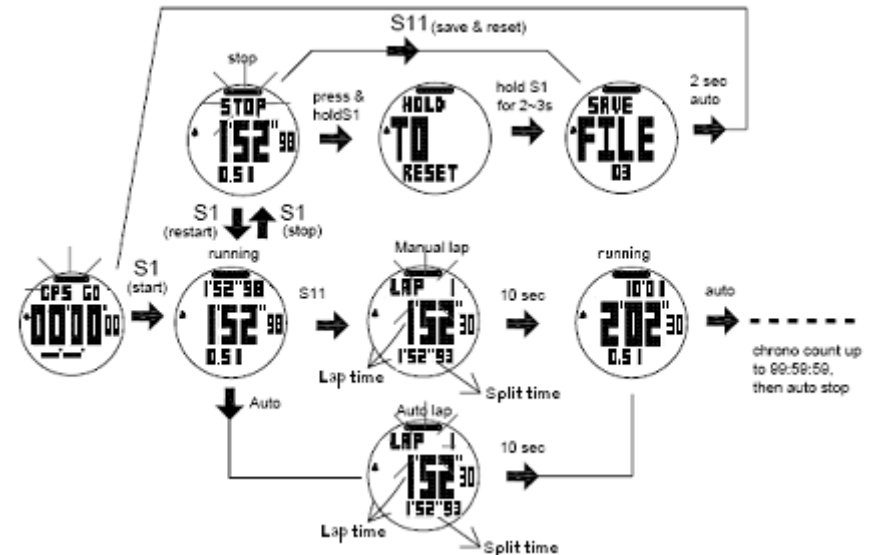 S11 (save & reset)
stop
STOP
1'52"98
0.51
press &
holdS1
HOLD
TO
RESET
hold S1
for 2~3s
SAVE
FILE
03
2 sec
auto
S1
(restart)
S1
(stop)
GPS GO
00'00"00
S1
(start)
running
1'52"98
1'52"98
0.51
S11
Manual lap
LAP 1
1'52"30
1'52"93
Lap time
Split time
10 sec
running
10'01
2'02"30
0.51
auto
chrono count up
to 99:59:59,
then auto stop
Auto
Auto lap
LAP 1
1'52"30
1'52"93
Lap time
Split time
10 sec